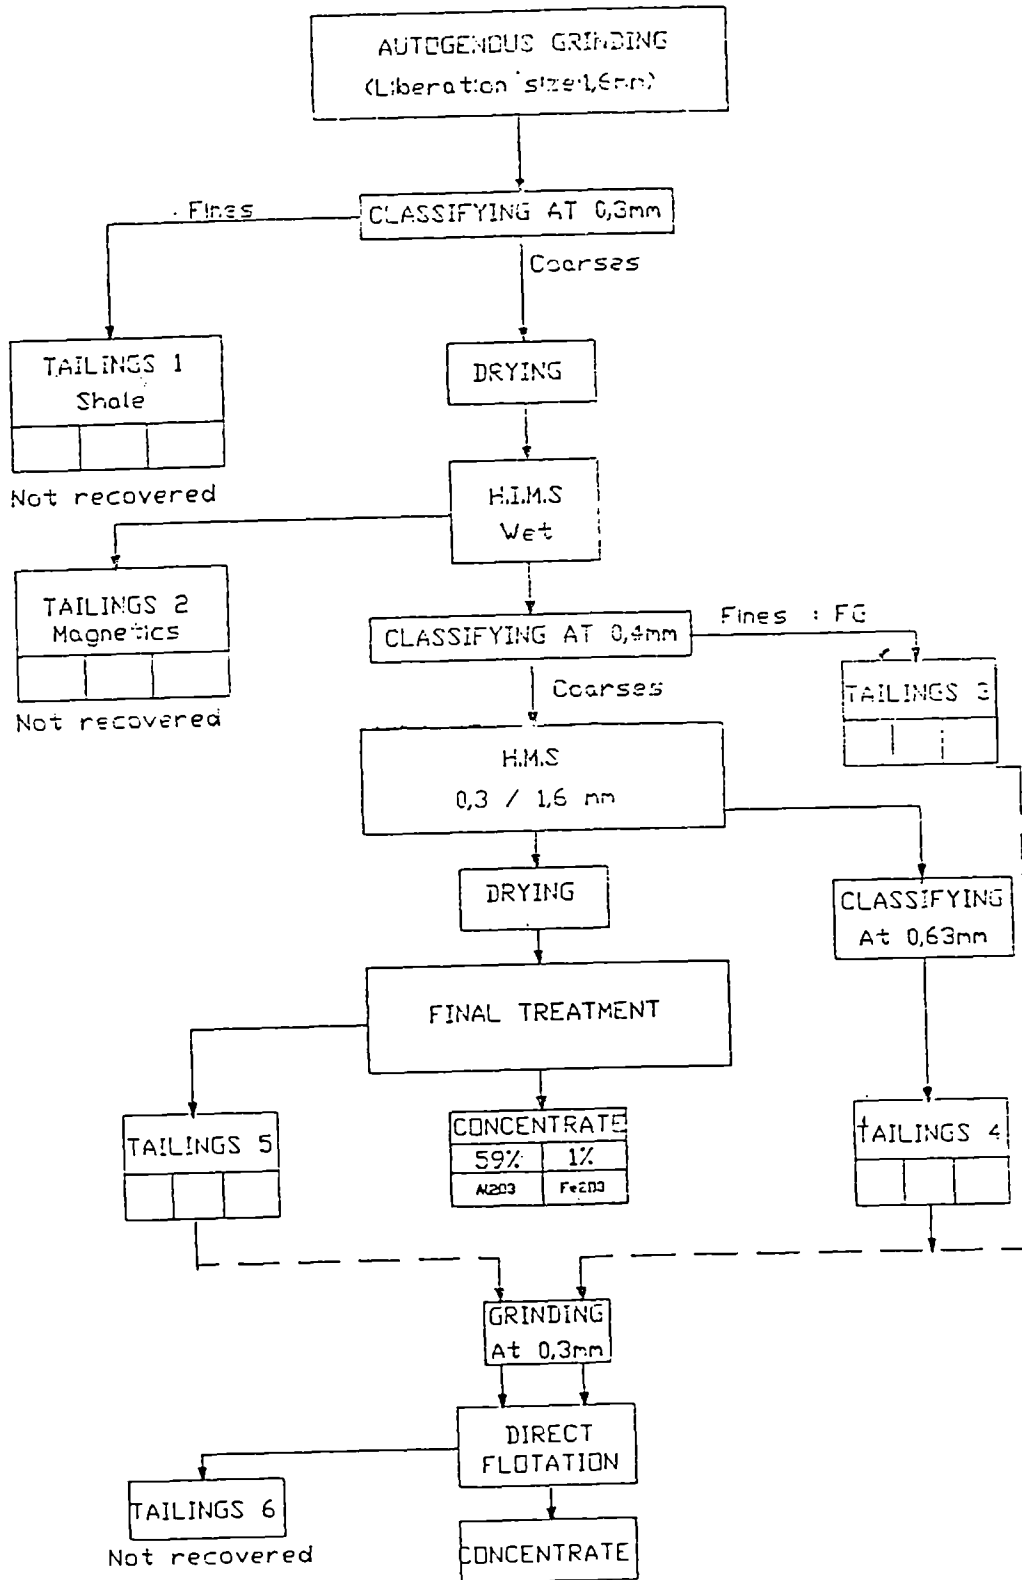 AUTOGENOUS GRINDING
(Liberation size:1,6mm)
Fines
CLASSIFYING AT 0,3mm
Coarses
TAILINGS 1
Shale
Not recovered
DRYING
H.I.M.S
Wet
TAILINGS 2
Magnetics
Not recovered
CLASSIFYING AT 0,4mm
Fines : FG
Coarses
TAILINGS 3
H.M.S
0,3 / 1,6 mm
DRYING
CLASSIFYING
At 0,63mm
FINAL TREATMENT
TAILINGS 5
CONCENTRATE
59% 1%
Al2O3 Fe2O3
TAILINGS 4
GRINDING
At 0,3mm
DIRECT
FLOTATION
TAILINGS 6
Not recovered
CONCENTRATE